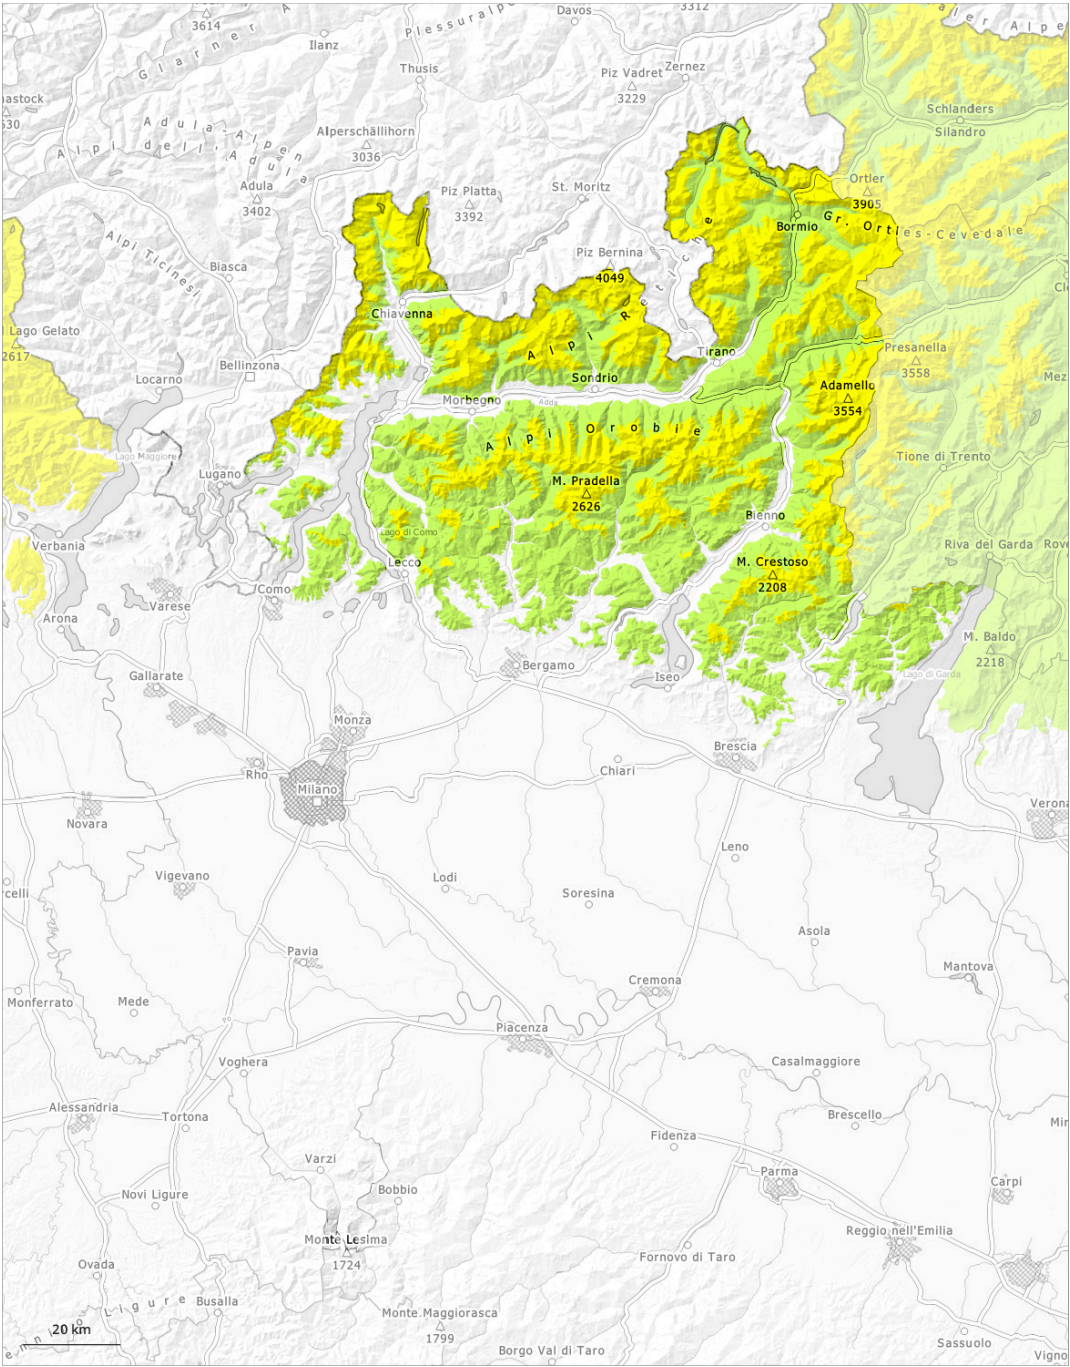 Davos
3312
3614
Plessuralpe
Glarner
Ilanz
Thusis
Piz Vadret
Zernez
3229
Schlanders
Silandro
Adula-Alpen
Alpi dell'Adula
Alperschällihorn
3036
Adula
3402
Piz Platta
3392
St. Moritz
Ortler
3905
Gr. Ortles-Cevedale
Bormio
Alpi Ticinesi
Biasca
Piz Bernina
4049
Chiavenna
Lago Gelato
2617
Alpi Retiche
Bellinzona
Locarno
Tirano
Presanella
3558
Sondrio
Morbegno
Adda
Adamello
3554
Alpi Orobie
Lago Maggiore
Lugano
Tione di Trento
M. Pradella
2626
Bienno
Lago di Como
Verbania
Lecco
Riva del Garda
M. Crestoso
2208
Como
Varese
Arona
M. Baldo
2218
Lago di Garda
Bergamo
Iseo
Gallarate
Monza
Brescia
Rho
Chiari
Milano
Novara
Verona
Leno
Vigevano
Lodi
Soresina
Asola
Pavia
Mantova
Cremona
Monferrato
Mede
Piacenza
Voghera
Casalmaggiore
Alessandria
Tortona
Brescello
Fidenza
Varzi
Parma
Bobbio
Carpi
Novi Ligure
Reggio nell'Emilia
Monte Lesima
1724
Fornovo di Taro
Ovada
Busalla
Ligure
Monte Maggiorasca
1799
20 km
Sassuolo
Borgo Val di Taro